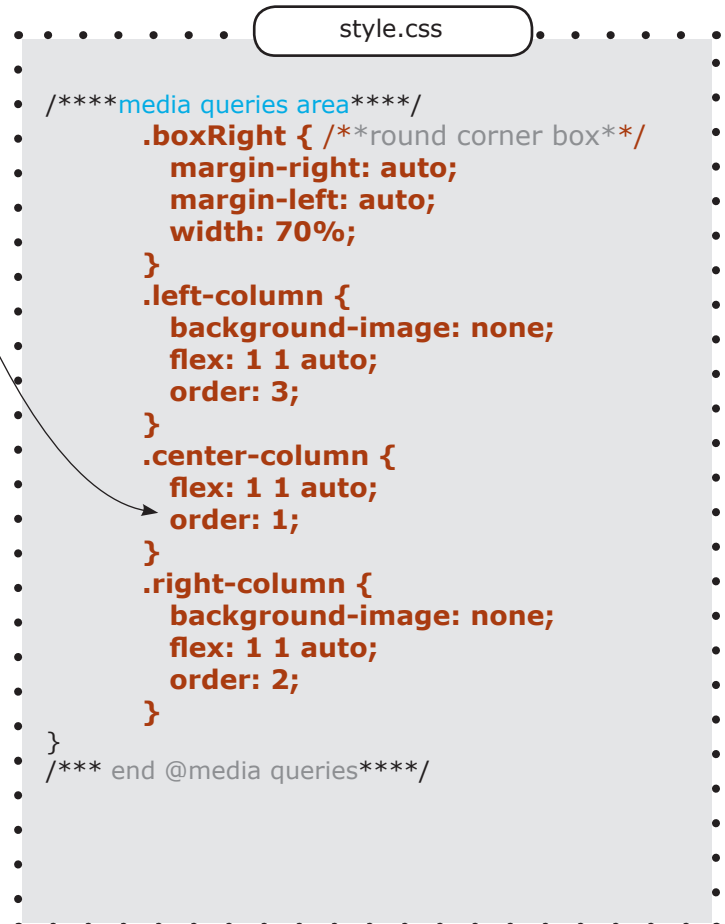 style.css
/****media queries area****/
.boxRight { /**round corner box**/
margin-right: auto;
margin-left: auto;
width: 70%;
}
.left-column {
background-image: none;
flex: 1 1 auto;
order: 3;
}
.center-column {
flex: 1 1 auto;
order: 1;
}
.right-column {
background-image: none;
flex: 1 1 auto;
order: 2;
}
}
/*** end @media queries****/